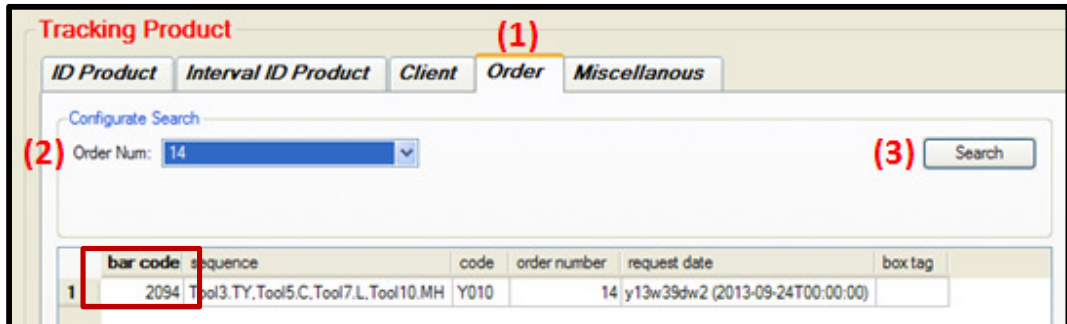 Tracking Product
(1)
ID Product Interval ID Product Client Order Miscellanous
Configurate Search
(2) Order Num: 14 (3) Search
bar code sequence code order number request date box tag
1 2094 Tool3.TY,Tool5.C,Tool7.L,Tool10.MH Y010 14 y13w39dw2 (2013-09-24T00:00:00)